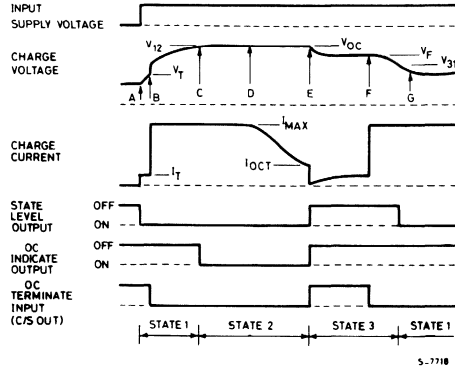 INPUT
SUPPLY VOLTAGE
V12
VOC
CHARGE
VOLTAGE
VT
VF
V31
A
B
C
D
E
F
G
CHARGE
CURRENT
IMAX
IOCT
IT
STATE
LEVEL
OUTPUT
OFF
ON
OC
INDICATE
OUTPUT
OFF
ON
OC
TERMINATE
INPUT
(C/S OUT)
STATE 1
STATE 2
STATE 3
STATE 1
5-7718